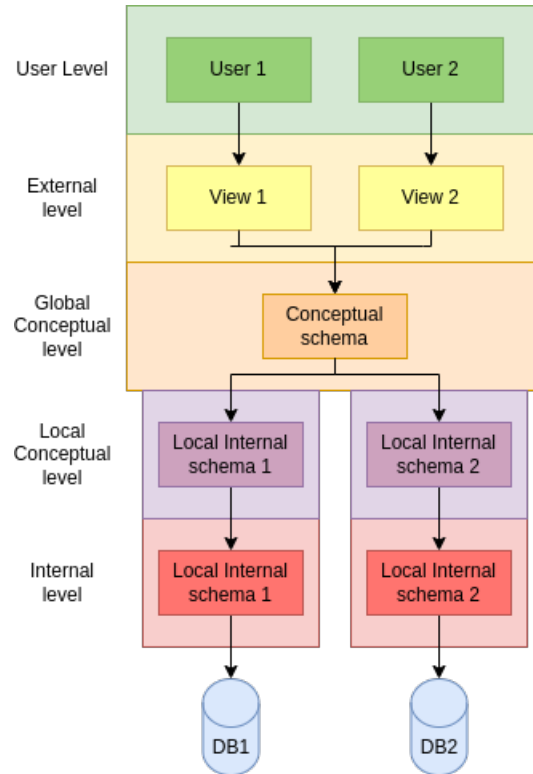 User Level
User 1
User 2
External
level
View 1
View 2
Global
Conceptual
level
Conceptual
schema
Local
Conceptual
level
Local Internal
schema 1
Local Internal
schema 2
Internal
level
Local Internal
schema 1
Local Internal
schema 2
DB1
DB2